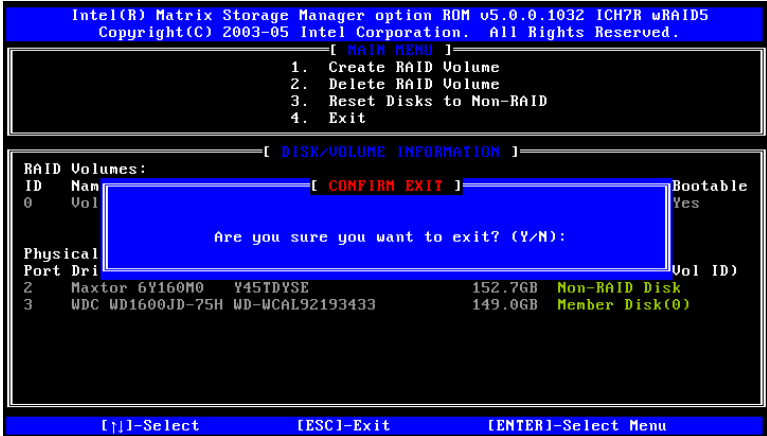 Intel(R) Matrix Storage Manager option ROM v5.0.0.1032 ICH7R wRAID5
Copyright(C) 2003-05 Intel Corporation. All Rights Reserved.
[ MAIN MENU ]
1. Create RAID Volume
2. Delete RAID Volume
3. Reset Disks to Non-RAID
4. Exit
[ DISK/VOLUME INFORMATION ]
RAID Volumes:
ID Nam Bootable
0 Vol Yes
[ CONFIRM EXIT ]
Are you sure you want to exit? (Y/N):
Physical
Port Dri Vol ID)
2 Maxtor 6Y160M0 Y45TDYSE 152.7GB Non-RAID Disk
3 WDC WD1600JD-75H WD-WCAL92193433 149.0GB Member Disk(0)
[↑↓]-Select [ESC]-Exit [ENTER]-Select Menu